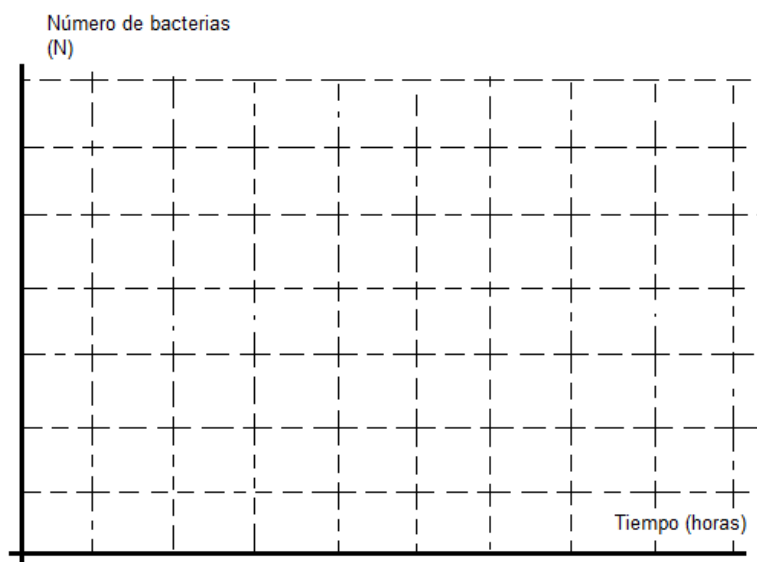 Número de bacterias
(N)
Tiempo (horas)